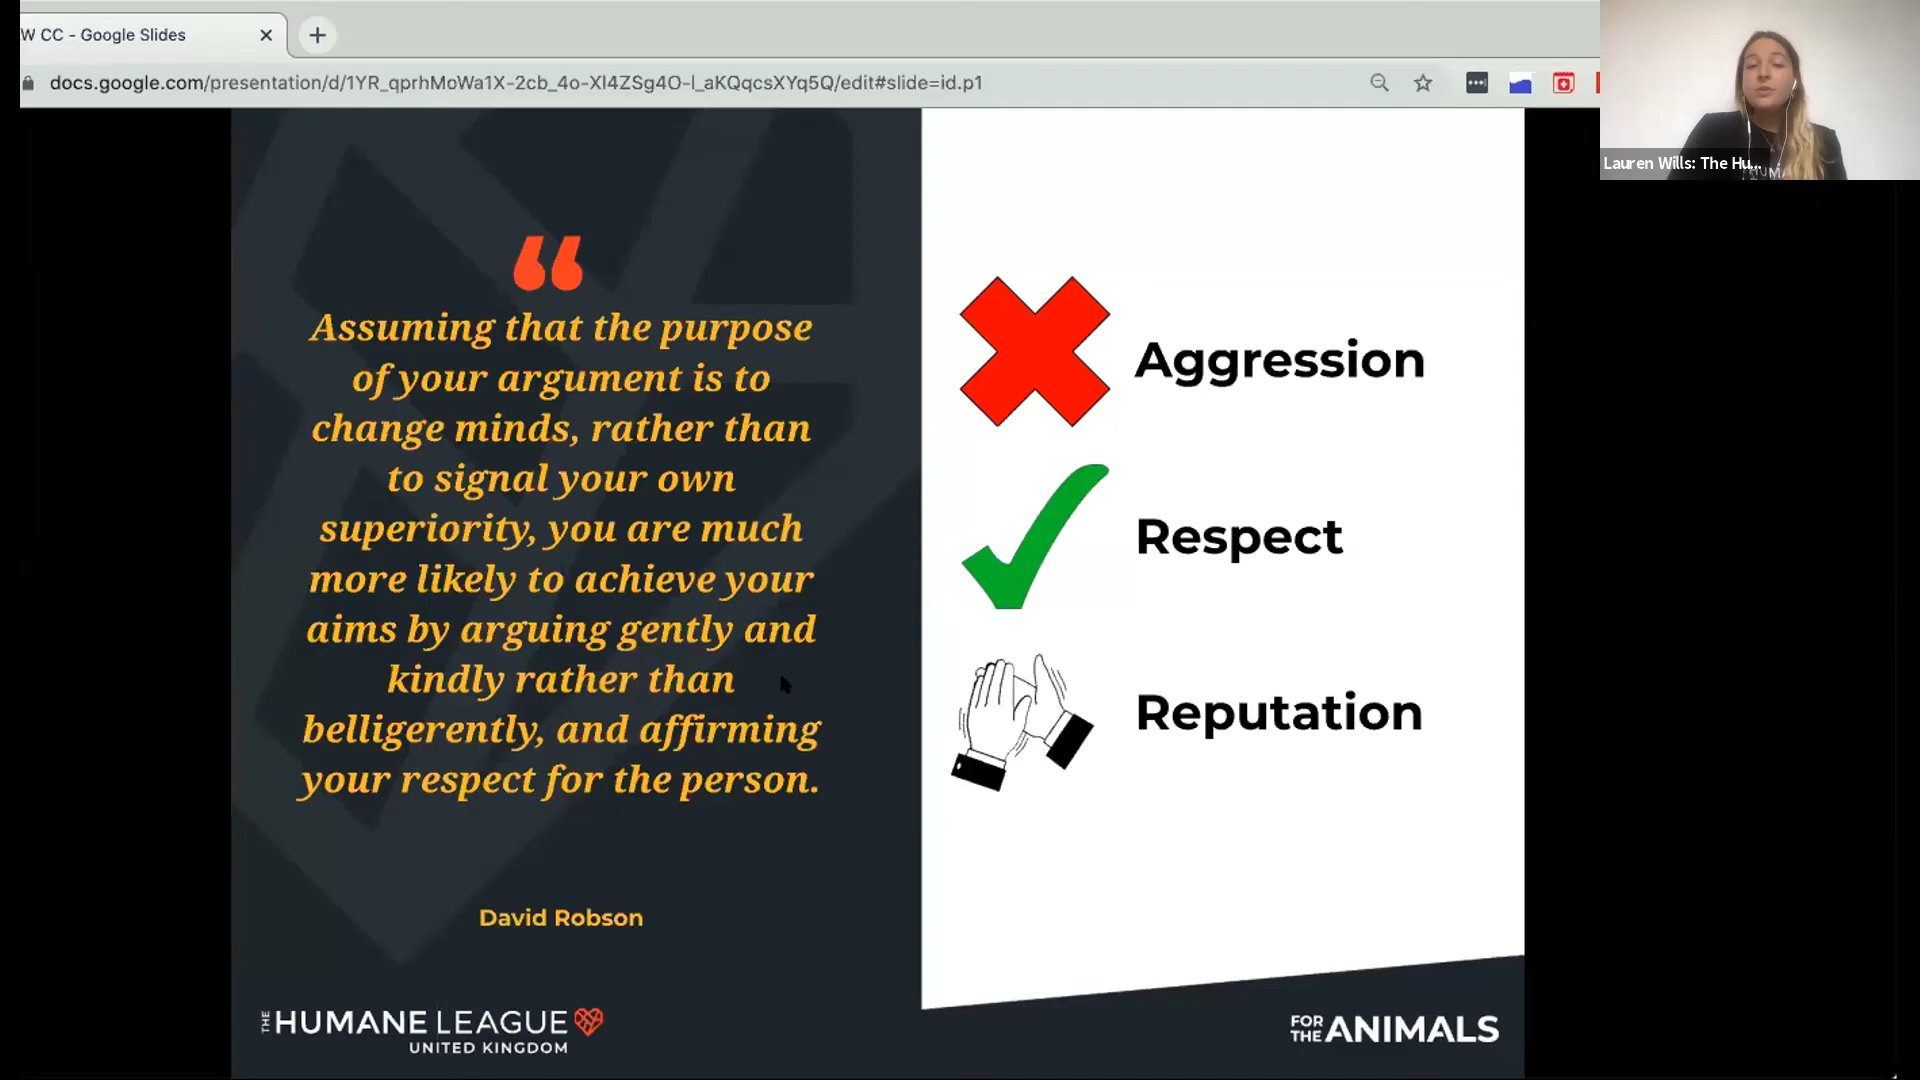 W CC - Google Slides
docs.google.com/presentation/d/1YR_qprhMoWa1X-2cb_4o-XI4ZSg4O-l_aKQqcsXYq5Q/edit#slide=id.p1
Lauren Wills: The Hu...
HUMA
“
Assuming that the purpose
of your argument is to
change minds, rather than
to signal your own
superiority, you are much
more likely to achieve your
aims by arguing gently and
kindly rather than
belligerently, and affirming
your respect for the person.
David Robson
Aggression
Respect
Reputation
THE HUMANE LEAGUE
UNITED KINGDOM
FOR THE ANIMALS